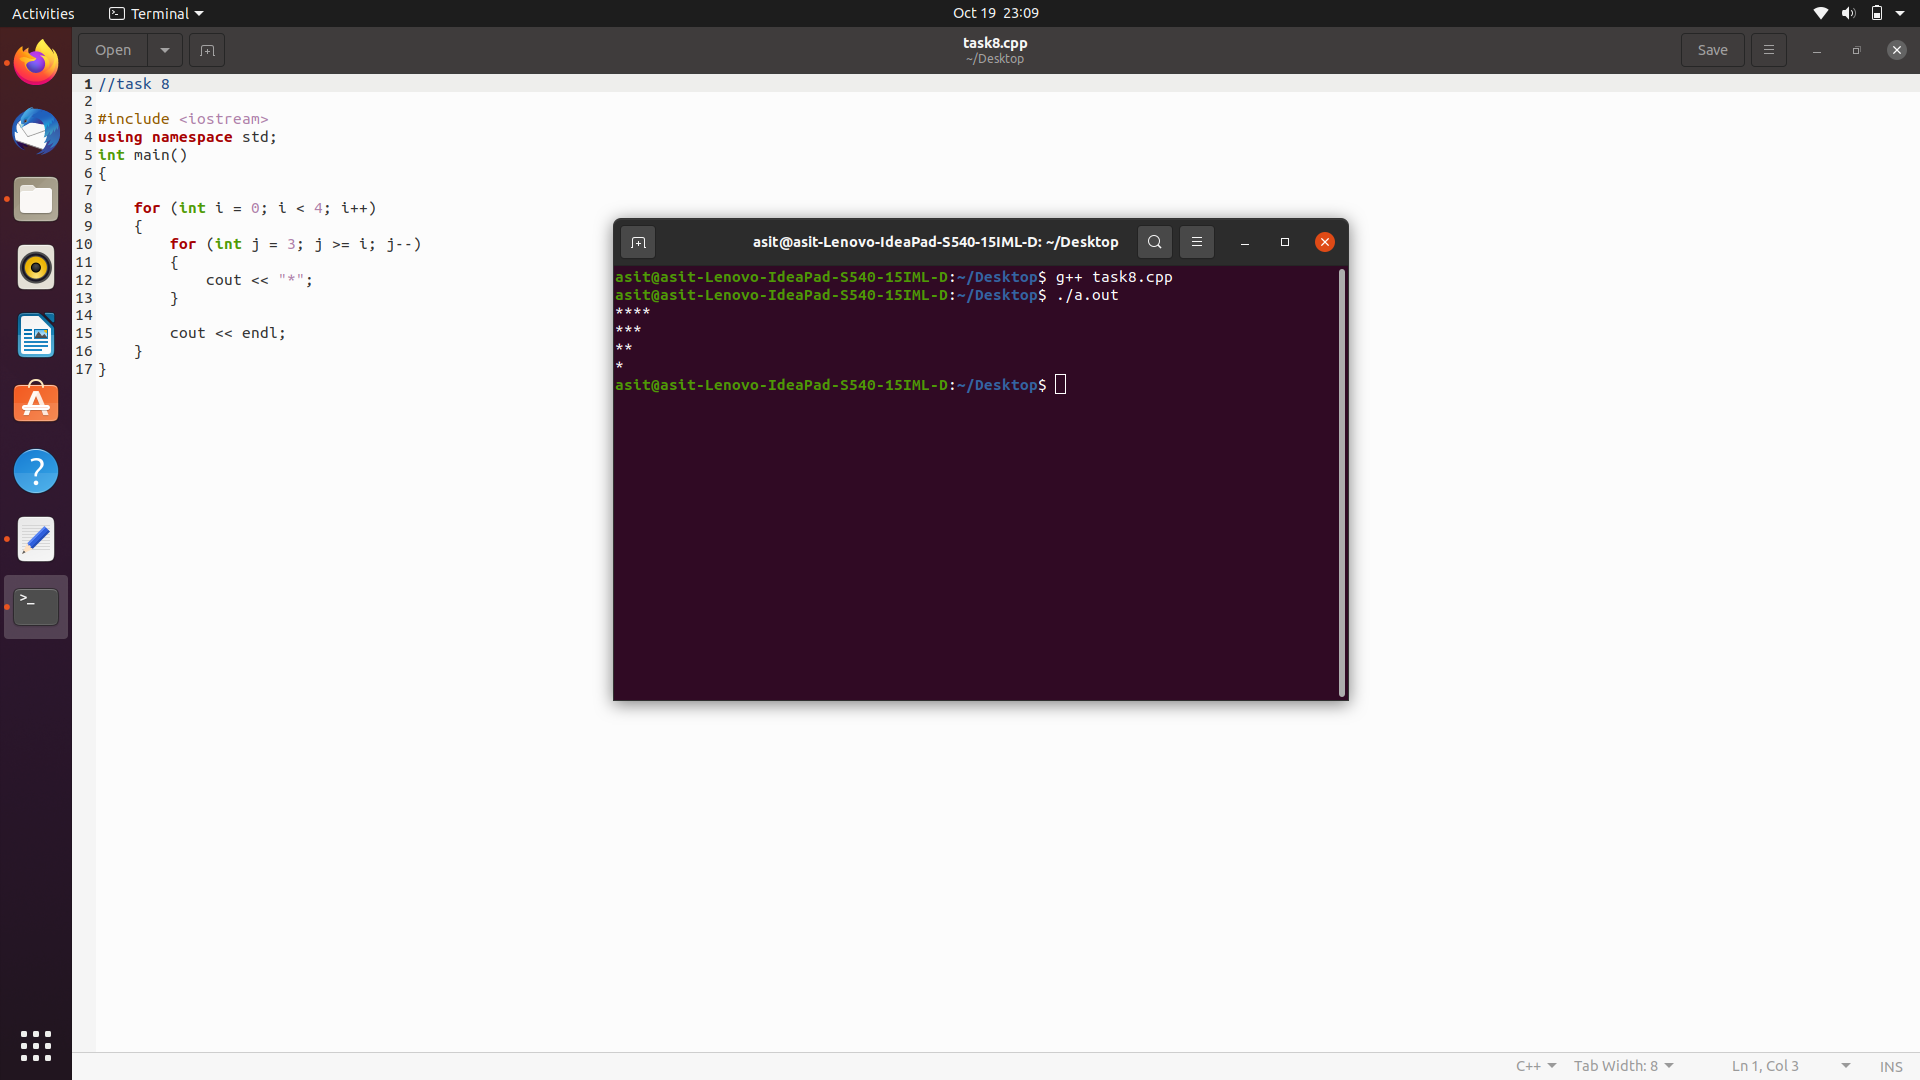 Activities
Terminal
Oct 19 23:09
Open
task8.cpp
~/Desktop
Save
1 //task 8
2
3 #include <iostream>
4 using namespace std;
5 int main()
6 {
7
8     for (int i = 0; i < 4; i++)
9     {
10         for (int j = 3; j >= i; j--)
11         {
12             cout << "*";
13         }
14
15         cout << endl;
16     }
17 }
asit@asit-Lenovo-IdeaPad-S540-15IML-D: ~/Desktop
asit@asit-Lenovo-IdeaPad-S540-15IML-D:~/Desktop$ g++ task8.cpp
asit@asit-Lenovo-IdeaPad-S540-15IML-D:~/Desktop$ ./a.out
****
***
**
*
asit@asit-Lenovo-IdeaPad-S540-15IML-D:~/Desktop$
C++
Tab Width: 8
Ln 1, Col 3
INS